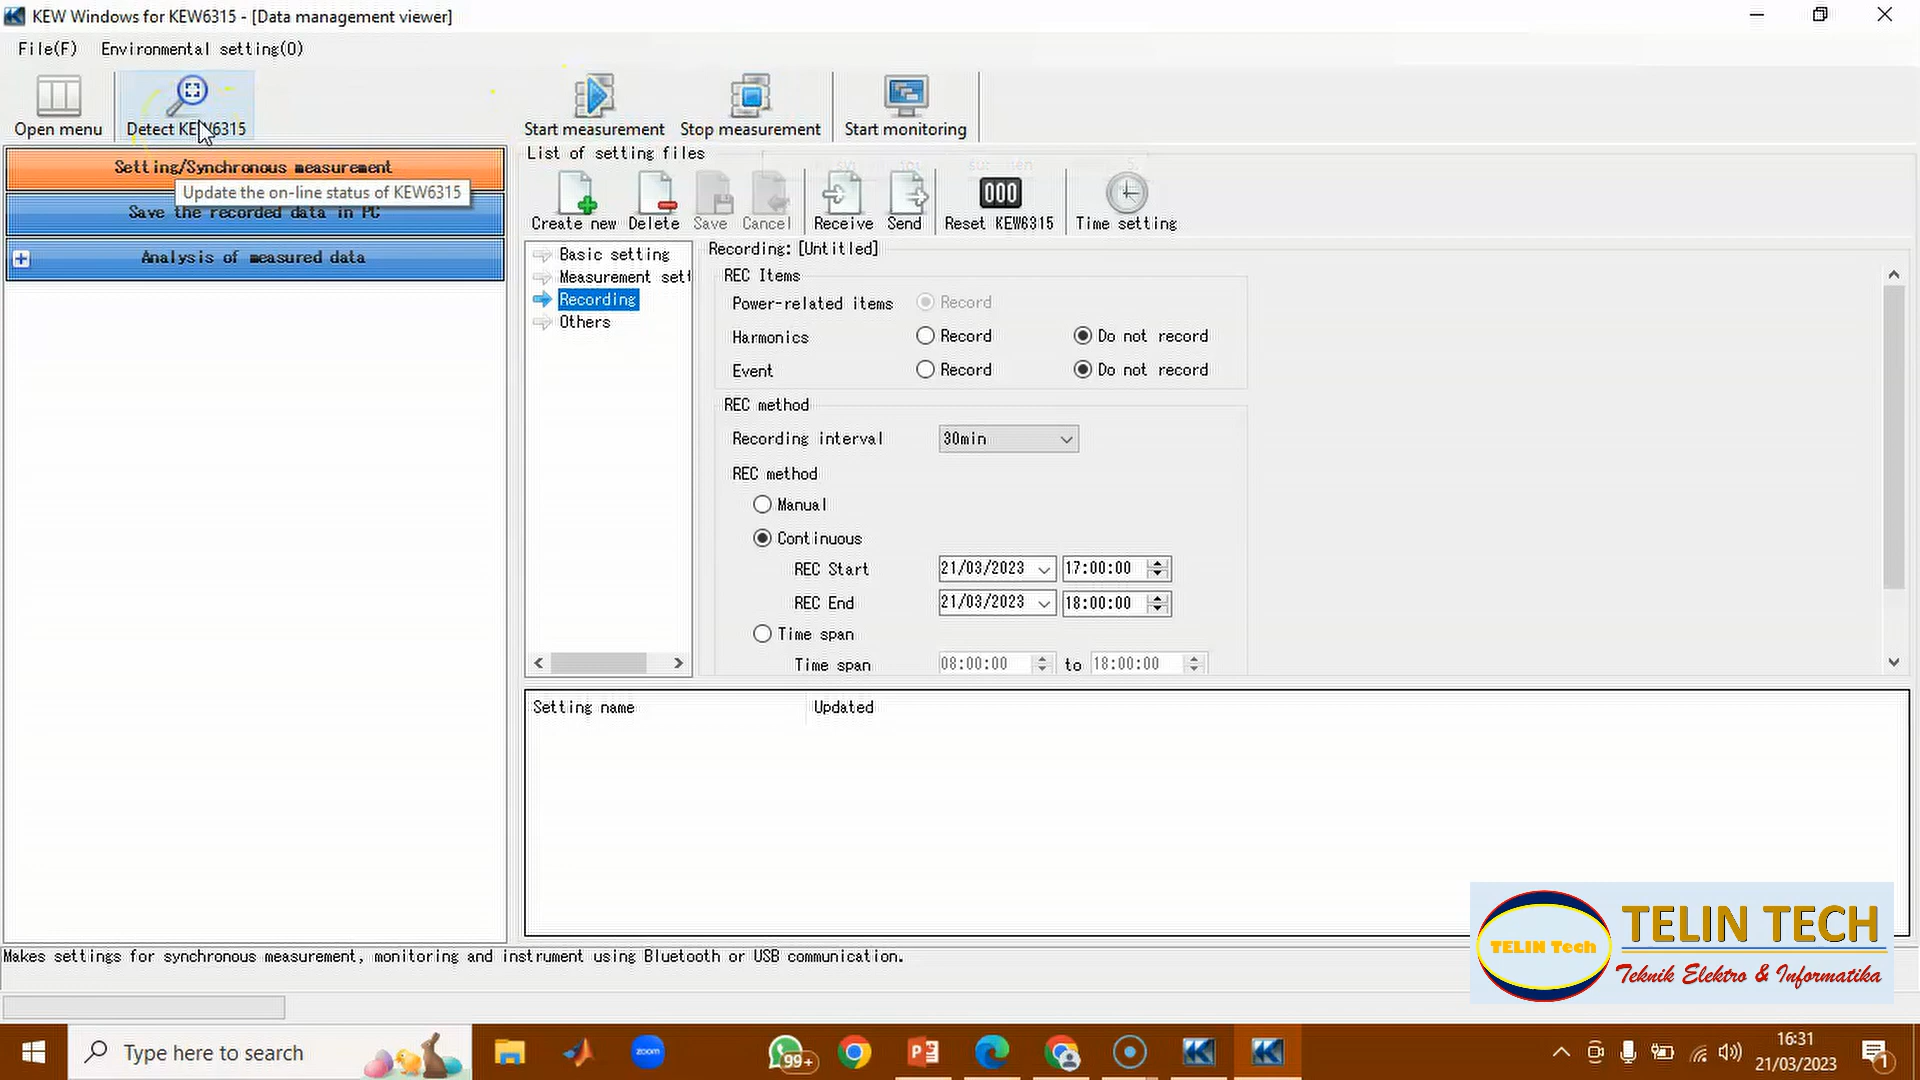 KEW Windows for KEW6315 - [Data management viewer]
File(F) Environmental setting(O)
Open menu
Detect KEW6315
Start measurement
Stop measurement
Start monitoring
Setting/Synchronous measurement
Update the on-line status of KEW6315
Save the recorded data in PC
Analysis of measured data
List of setting files
Create new
Delete
Save
Cancel
Receive
Send
000
Reset KEW6315
Time setting
Basic setting
Measurement sett
Recording
Others
Recording: [Untitled]
REC Items
Power-related items Record
Harmonics Record Do not record
Event Record Do not record
REC method
Recording interval 30min
REC method
Manual
Continuous
REC Start 21/03/2023 17:00:00
REC End 21/03/2023 18:00:00
Time span
Time span 08:00:00 to 18:00:00
Setting name Updated
Makes settings for synchronous measurement, monitoring and instrument using Bluetooth or USB communication.
TELIN Tech
TELIN TECH
Teknik Elektro & Informatika
Type here to search
zoom
99+
16:31
21/03/2023
1